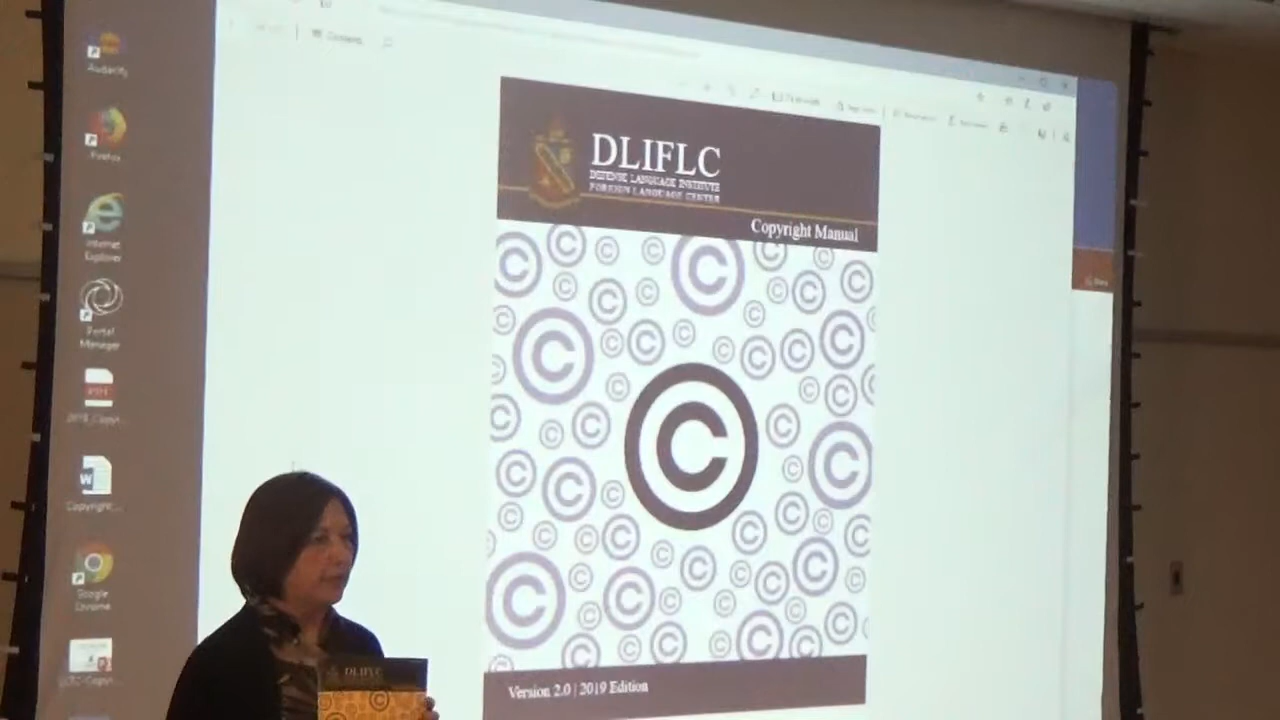 Audacity
Firefox
Internet
Explorer
Portal
Manager
Google
Chrome
Contents
DLIFLC
DEFENSE LANGUAGE INSTITUTE
FOREIGN LANGUAGE CENTER
Copyright Manual
Version 2.0 | 2019 Edition
DLIFLC